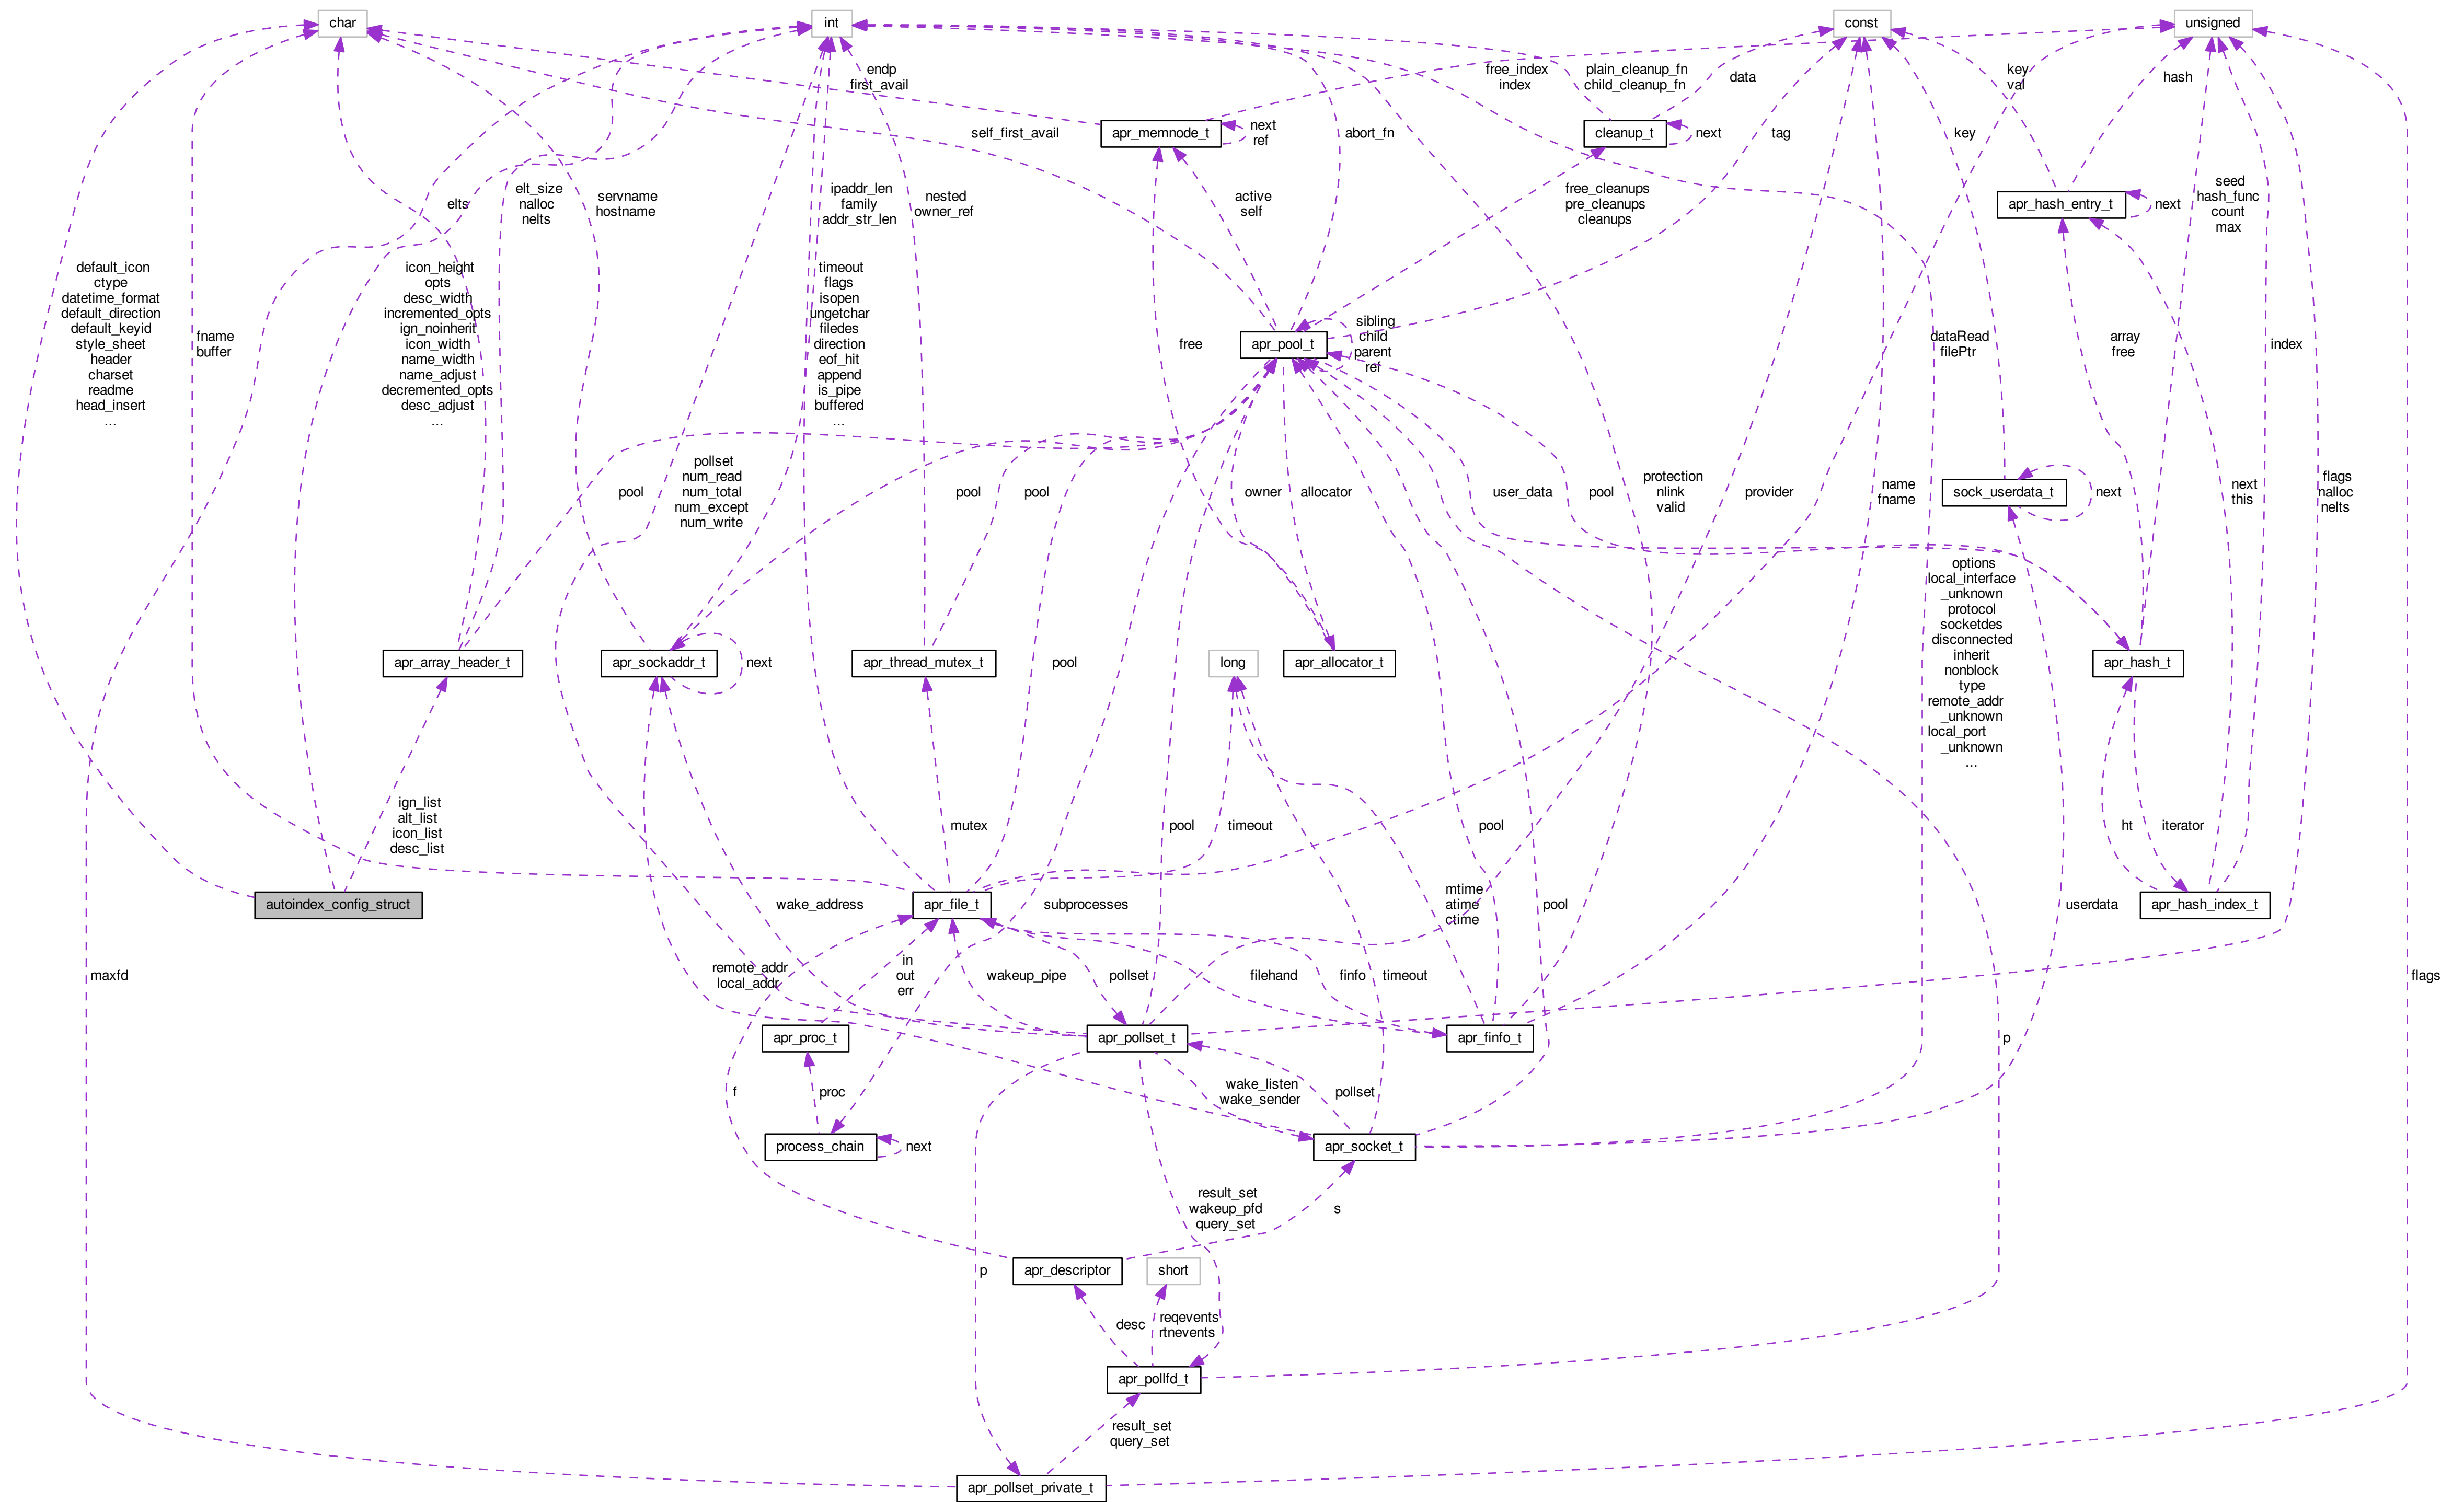 char
int
const
unsigned
endp
first_avail
free_index
index
plain_cleanup_fn
child_cleanup_fn
data
key
val
hash
apr_memnode_t
next
ref
cleanup_t
next
self_first_avail
abort_fn
tag
key
elts
elt_size
nalloc
nelts
servname
hostname
ipaddr_len
family
addr_str_len
nested
owner_ref
active
self
free_cleanups
pre_cleanups
cleanups
apr_hash_entry_t
next
seed
hash_func
count
max
default_icon
ctype
datetime_format
default_direction
default_keyid
style_sheet
header
charset
readme
head_insert
...
fname
buffer
icon_height
opts
desc_width
incremented_opts
ign_noinherit
icon_width
name_width
name_adjust
decremented_opts
desc_adjust
...
timeout
flags
isopen
ungetchar
filedes
direction
eof_hit
append
is_pipe
buffered
...
free
apr_pool_t
sibling
child
parent
ref
dataRead
filePtr
array
free
index
pool
pollset
num_read
num_total
num_except
num_write
pool
pool
owner
allocator
user_data
pool
protection
nlink
valid
provider
name
fname
sock_userdata_t
next
next
this
flags
nalloc
nelts
apr_array_header_t
apr_sockaddr_t
next
apr_thread_mutex_t
pool
long
apr_allocator_t
options
local_interface
_unknown
protocol
socketdes
disconnected
inherit
nonblock
type
remote_addr
_unknown
local_port
_unknown
...
apr_hash_t
ign_list
alt_list
icon_list
desc_list
mutex
pool
timeout
pool
ht
iterator
autoindex_config_struct
wake_address
apr_file_t
subprocesses
mtime
atime
ctime
pool
userdata
apr_hash_index_t
maxfd
remote_addr
local_addr
in
out
err
wakeup_pipe
pollset
filehand
finfo
timeout
flags
apr_proc_t
apr_pollset_t
apr_finfo_t
p
f
proc
wake_listen
wake_sender
pollset
process_chain
next
apr_socket_t
result_set
wakeup_pfd
query_set
s
p
apr_descriptor
short
desc
reqevents
rtnevents
apr_pollfd_t
result_set
query_set
apr_pollset_private_t